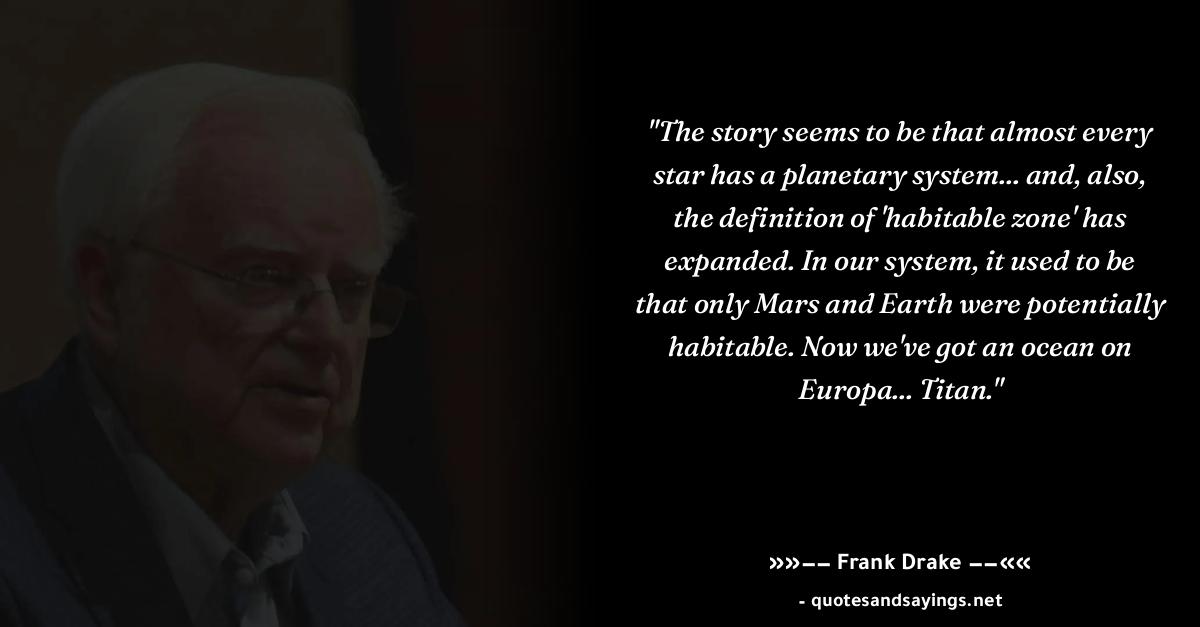 "The story seems to be that almost every
star has a planetary system... and, also,
the definition of 'habitable zone' has
expanded. In our system, it used to be
that only Mars and Earth were potentially
habitable. Now we've got an ocean on
Europa... Titan."
»»−− Frank Drake −−««
- quotesandsayings.net